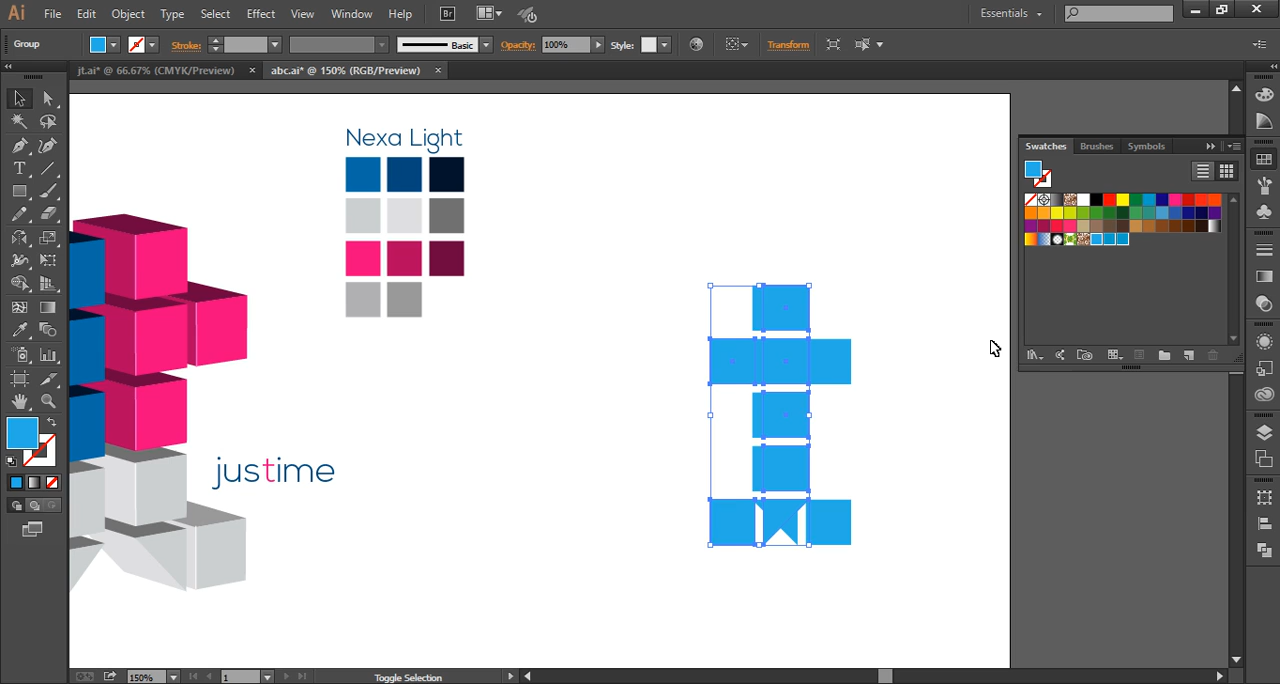 Ai File Edit Object Type Select Effect View Window Help Br Essentials
Group Stroke: Basic Opacity: 100% Style: Transform
jt.ai* @ 66.67% (CMYK/Preview) × abc.ai* @ 150% (RGB/Preview) ×
Nexa Light
Swatches Brushes Symbols
justime
150% 1 Toggle Selection